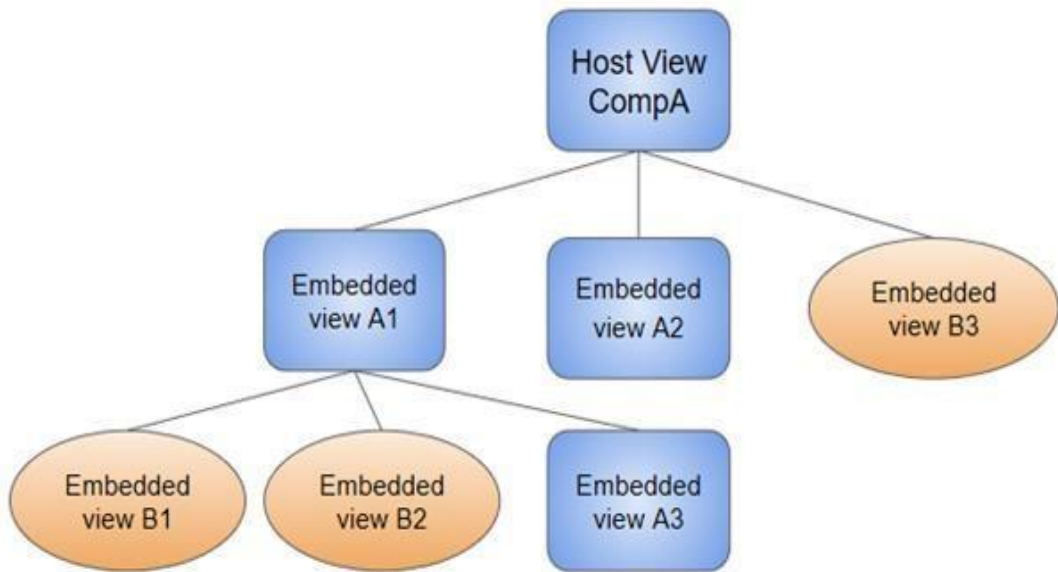 Host View
CompA
Embedded
view A1
Embedded
view A2
Embedded
view B3
Embedded
view B1
Embedded
view B2
Embedded
view A3